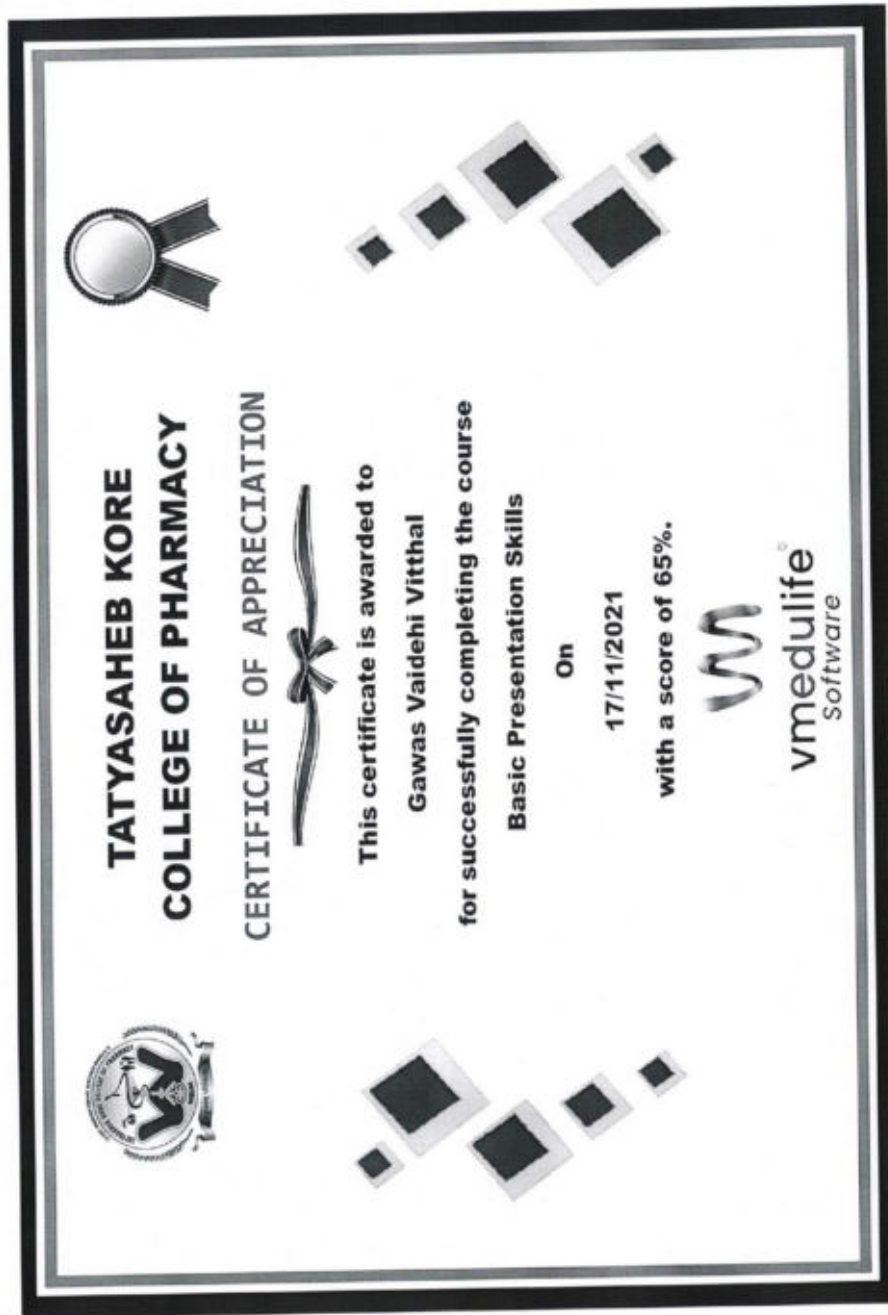 TATYASAHEB KORE
COLLEGE OF PHARMACY
CERTIFICATE OF APPRECIATION
This certificate is awarded to
Gawas Vaidehi Vitthal
for successfully completing the course
Basic Presentation Skills
On
17/11/2021
with a score of 65%.
vmedulife©
Software